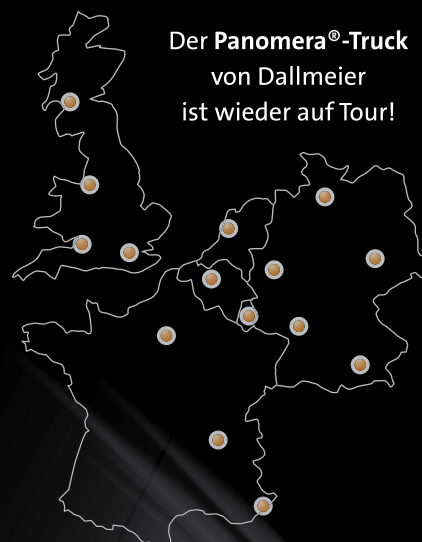 Der Panomera®-Truck
von Dallmeier
ist wieder auf Tour!